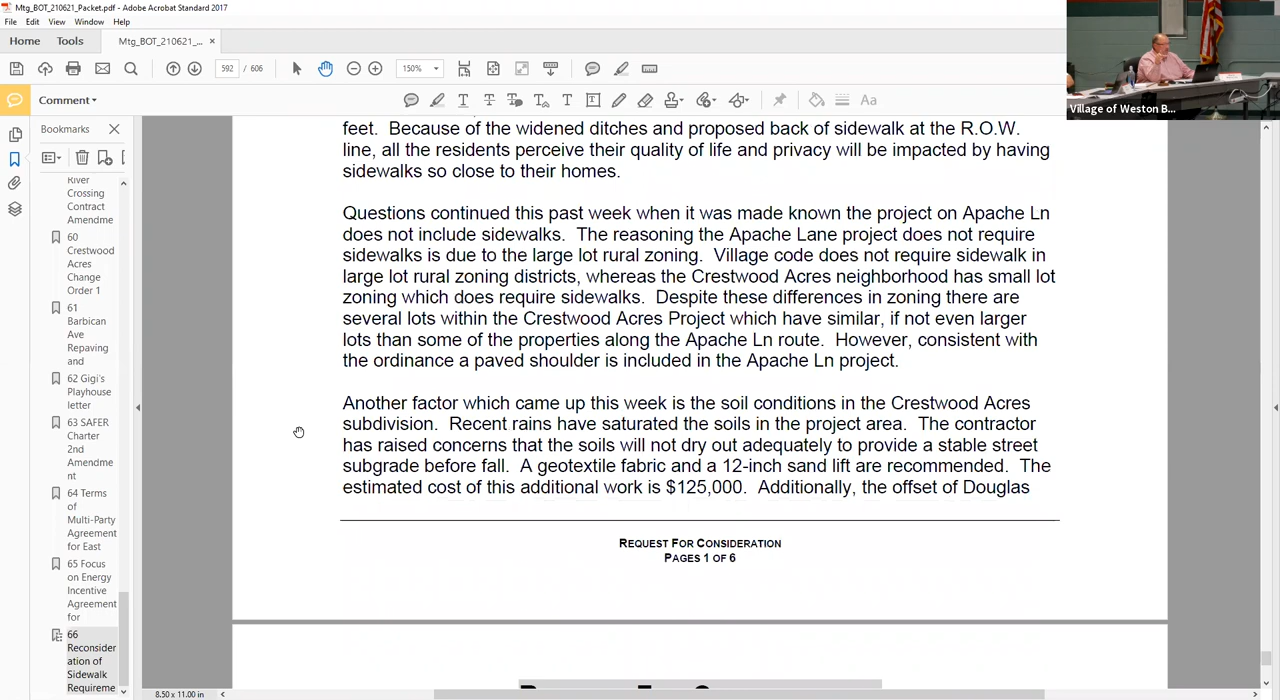 Mtg_BOT_210621_Packet.pdf - Adobe Acrobat Standard 2017
File Edit View Window Help
Home Tools Mtg_BOT_210621_... ×
592 / 606 150%
Comment
Aa
Village of Weston B...
Bookmarks
River
Crossing
Contract
Amendme
60
Crestwood
Acres
Change
Order 1
61
Barbican
Ave
Repaving
and
62 Gigi's
Playhouse
letter
63 SAFER
Charter
2nd
Amendme
nt
64 Terms
of
Multi-Party
Agreement
for East
65 Focus
on Energy
Incentive
Agreement
for
66
Reconsider
ation of
Sidewalk
Requireme
feet. Because of the widened ditches and proposed back of sidewalk at the R.O.W.
line, all the residents perceive their quality of life and privacy will be impacted by having
sidewalks so close to their homes.
Questions continued this past week when it was made known the project on Apache Ln
does not include sidewalks. The reasoning the Apache Lane project does not require
sidewalks is due to the large lot rural zoning. Village code does not require sidewalk in
large lot rural zoning districts, whereas the Crestwood Acres neighborhood has small lot
zoning which does require sidewalks. Despite these differences in zoning there are
several lots within the Crestwood Acres Project which have similar, if not even larger
lots than some of the properties along the Apache Ln route. However, consistent with
the ordinance a paved shoulder is included in the Apache Ln project.
Another factor which came up this week is the soil conditions in the Crestwood Acres
subdivision. Recent rains have saturated the soils in the project area. The contractor
has raised concerns that the soils will not dry out adequately to provide a stable street
subgrade before fall. A geotextile fabric and a 12-inch sand lift are recommended. The
estimated cost of this additional work is $125,000. Additionally, the offset of Douglas
REQUEST FOR CONSIDERATION
PAGES 1 OF 6
8.50 x 11.00 in